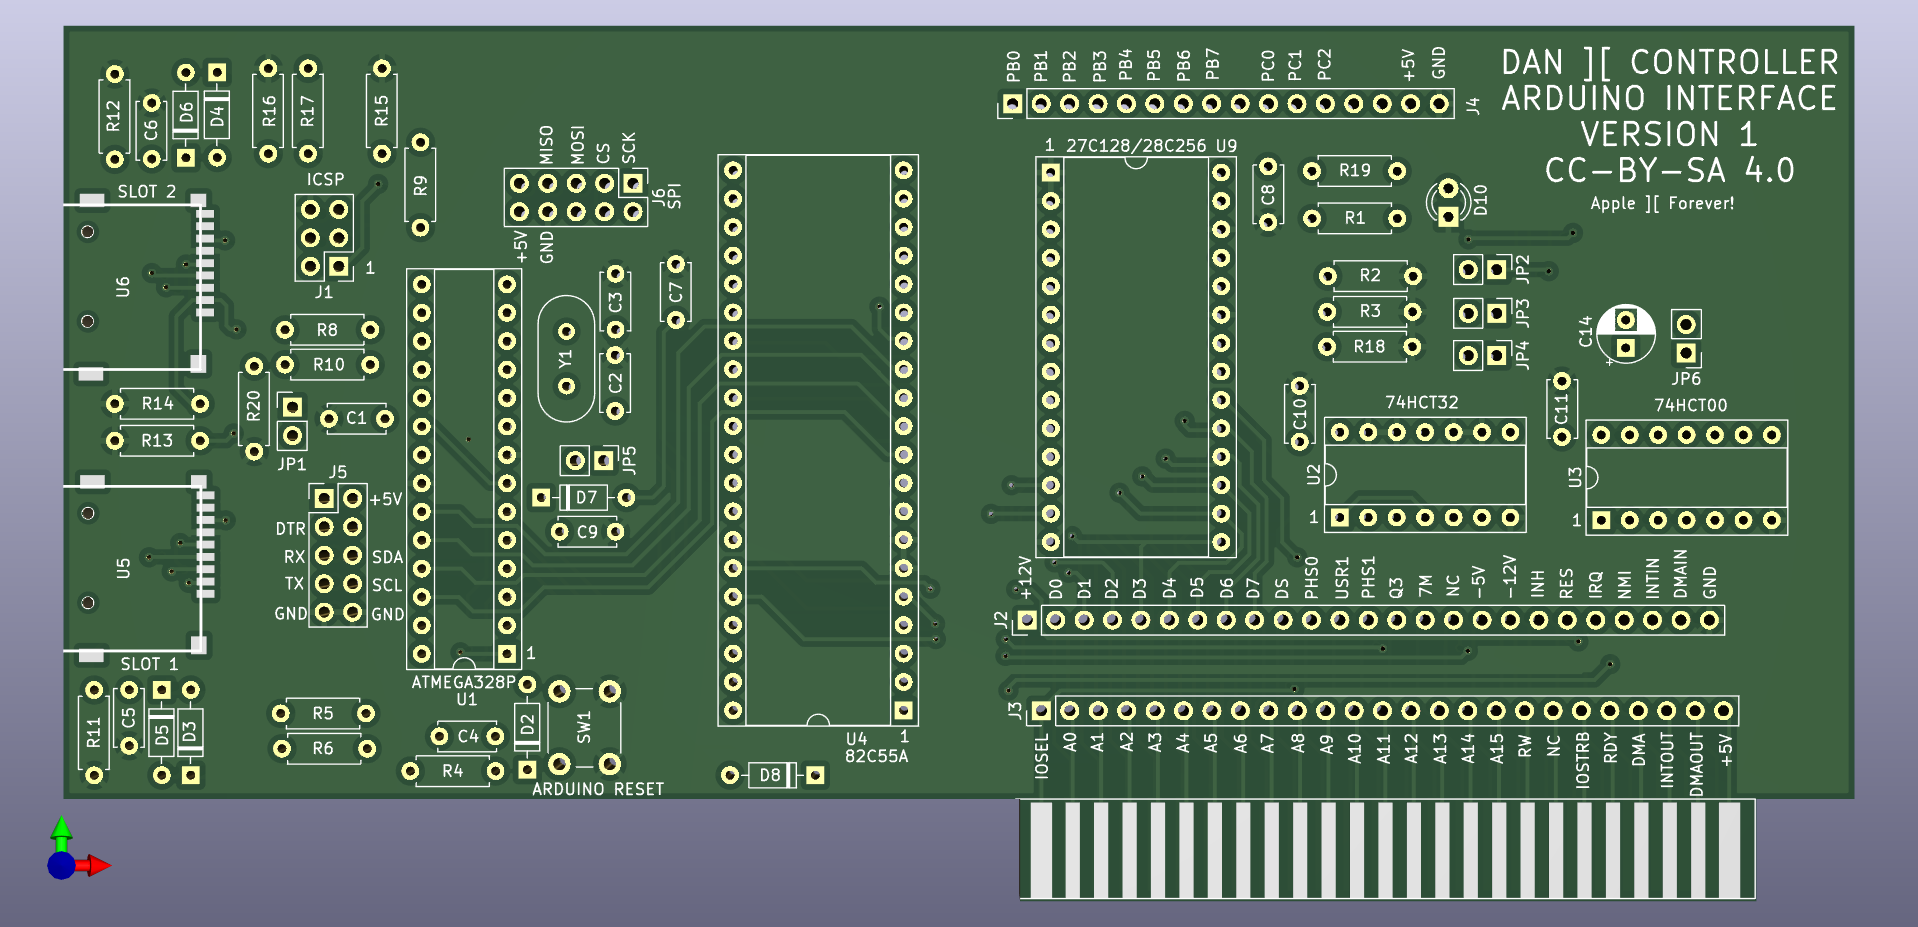 DAN ][ CONTROLLER
ARDUINO INTERFACE
VERSION 1
CC-BY-SA 4.0
Apple ][ Forever!
PB0 PB1 PB2 PB3 PB4 PB5 PB6 PB7 PC0 PC1 PC2 +5V GND
J4
R12 C6 D6 D4 R16 R17 R15
SLOT 2
ICSP
R9
MISO MOSI CS SCK
J6
SPI
+5V GND
1
J1
U6
1 27C128/28C256 U9
C8
R19
R1
D10
R2
R3
R18
JP2
JP3
JP4
C14
+
JP6
R8
R10
R20
R14
R13
C1
JP1
Y1
C3
C2
C7
JP5
D7
C9
C10
74HCT32
U2
1
C11
74HCT00
U3
1
J5
+5V
DTR
RX SDA
TX SCL
GND GND
U5
SLOT 1
1
ATMEGA328P
U1
R11 C5 D5 D3
R5
R6
C4
R4
D2
SW1
ARDUINO RESET
D8
1
U4
82C55A
J2
+12V D0 D1 D2 D3 D4 D5 D6 D7 DS PHS0 USR1 PHS1 Q3 7M NC -5V -12V INH RES IRQ NMI INTIN DMAIN GND
J3
IOSEL A0 A1 A2 A3 A4 A5 A6 A7 A8 A9 A10 A11 A12 A13 A14 A15 RW NC IOSTRB RDY DMA INTOUT DMAOUT +5V